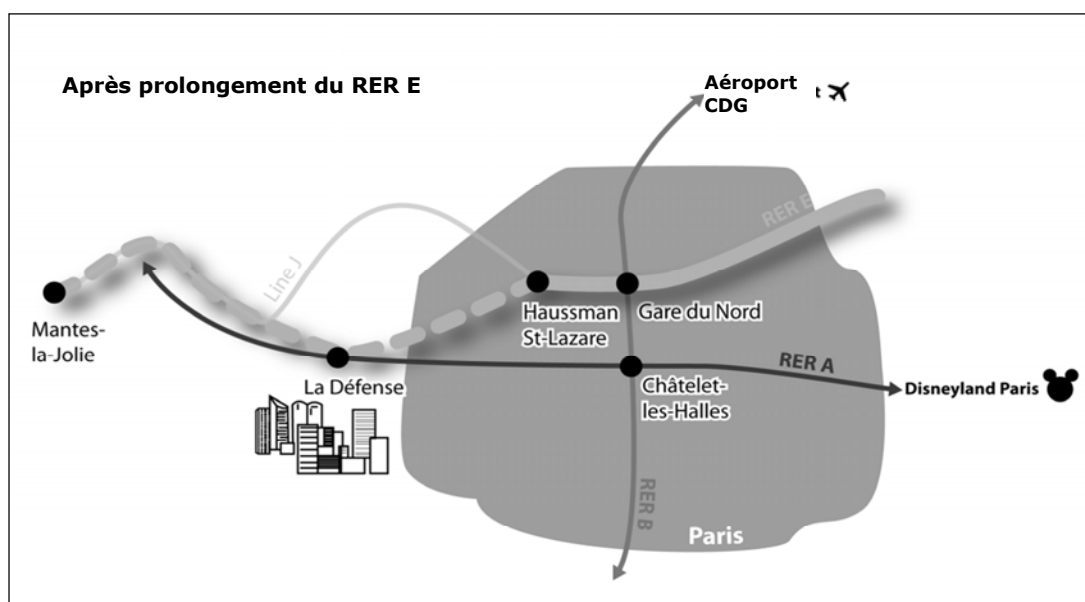 Après prolongement du RER E
Aéroport
CDG
t
RER E
Line J
Mantes-
la-Jolie
Haussman
St-Lazare
Gare du Nord
La Défense
Châtelet-
les-Halles
RER A
Disneyland Paris
RER B
Paris